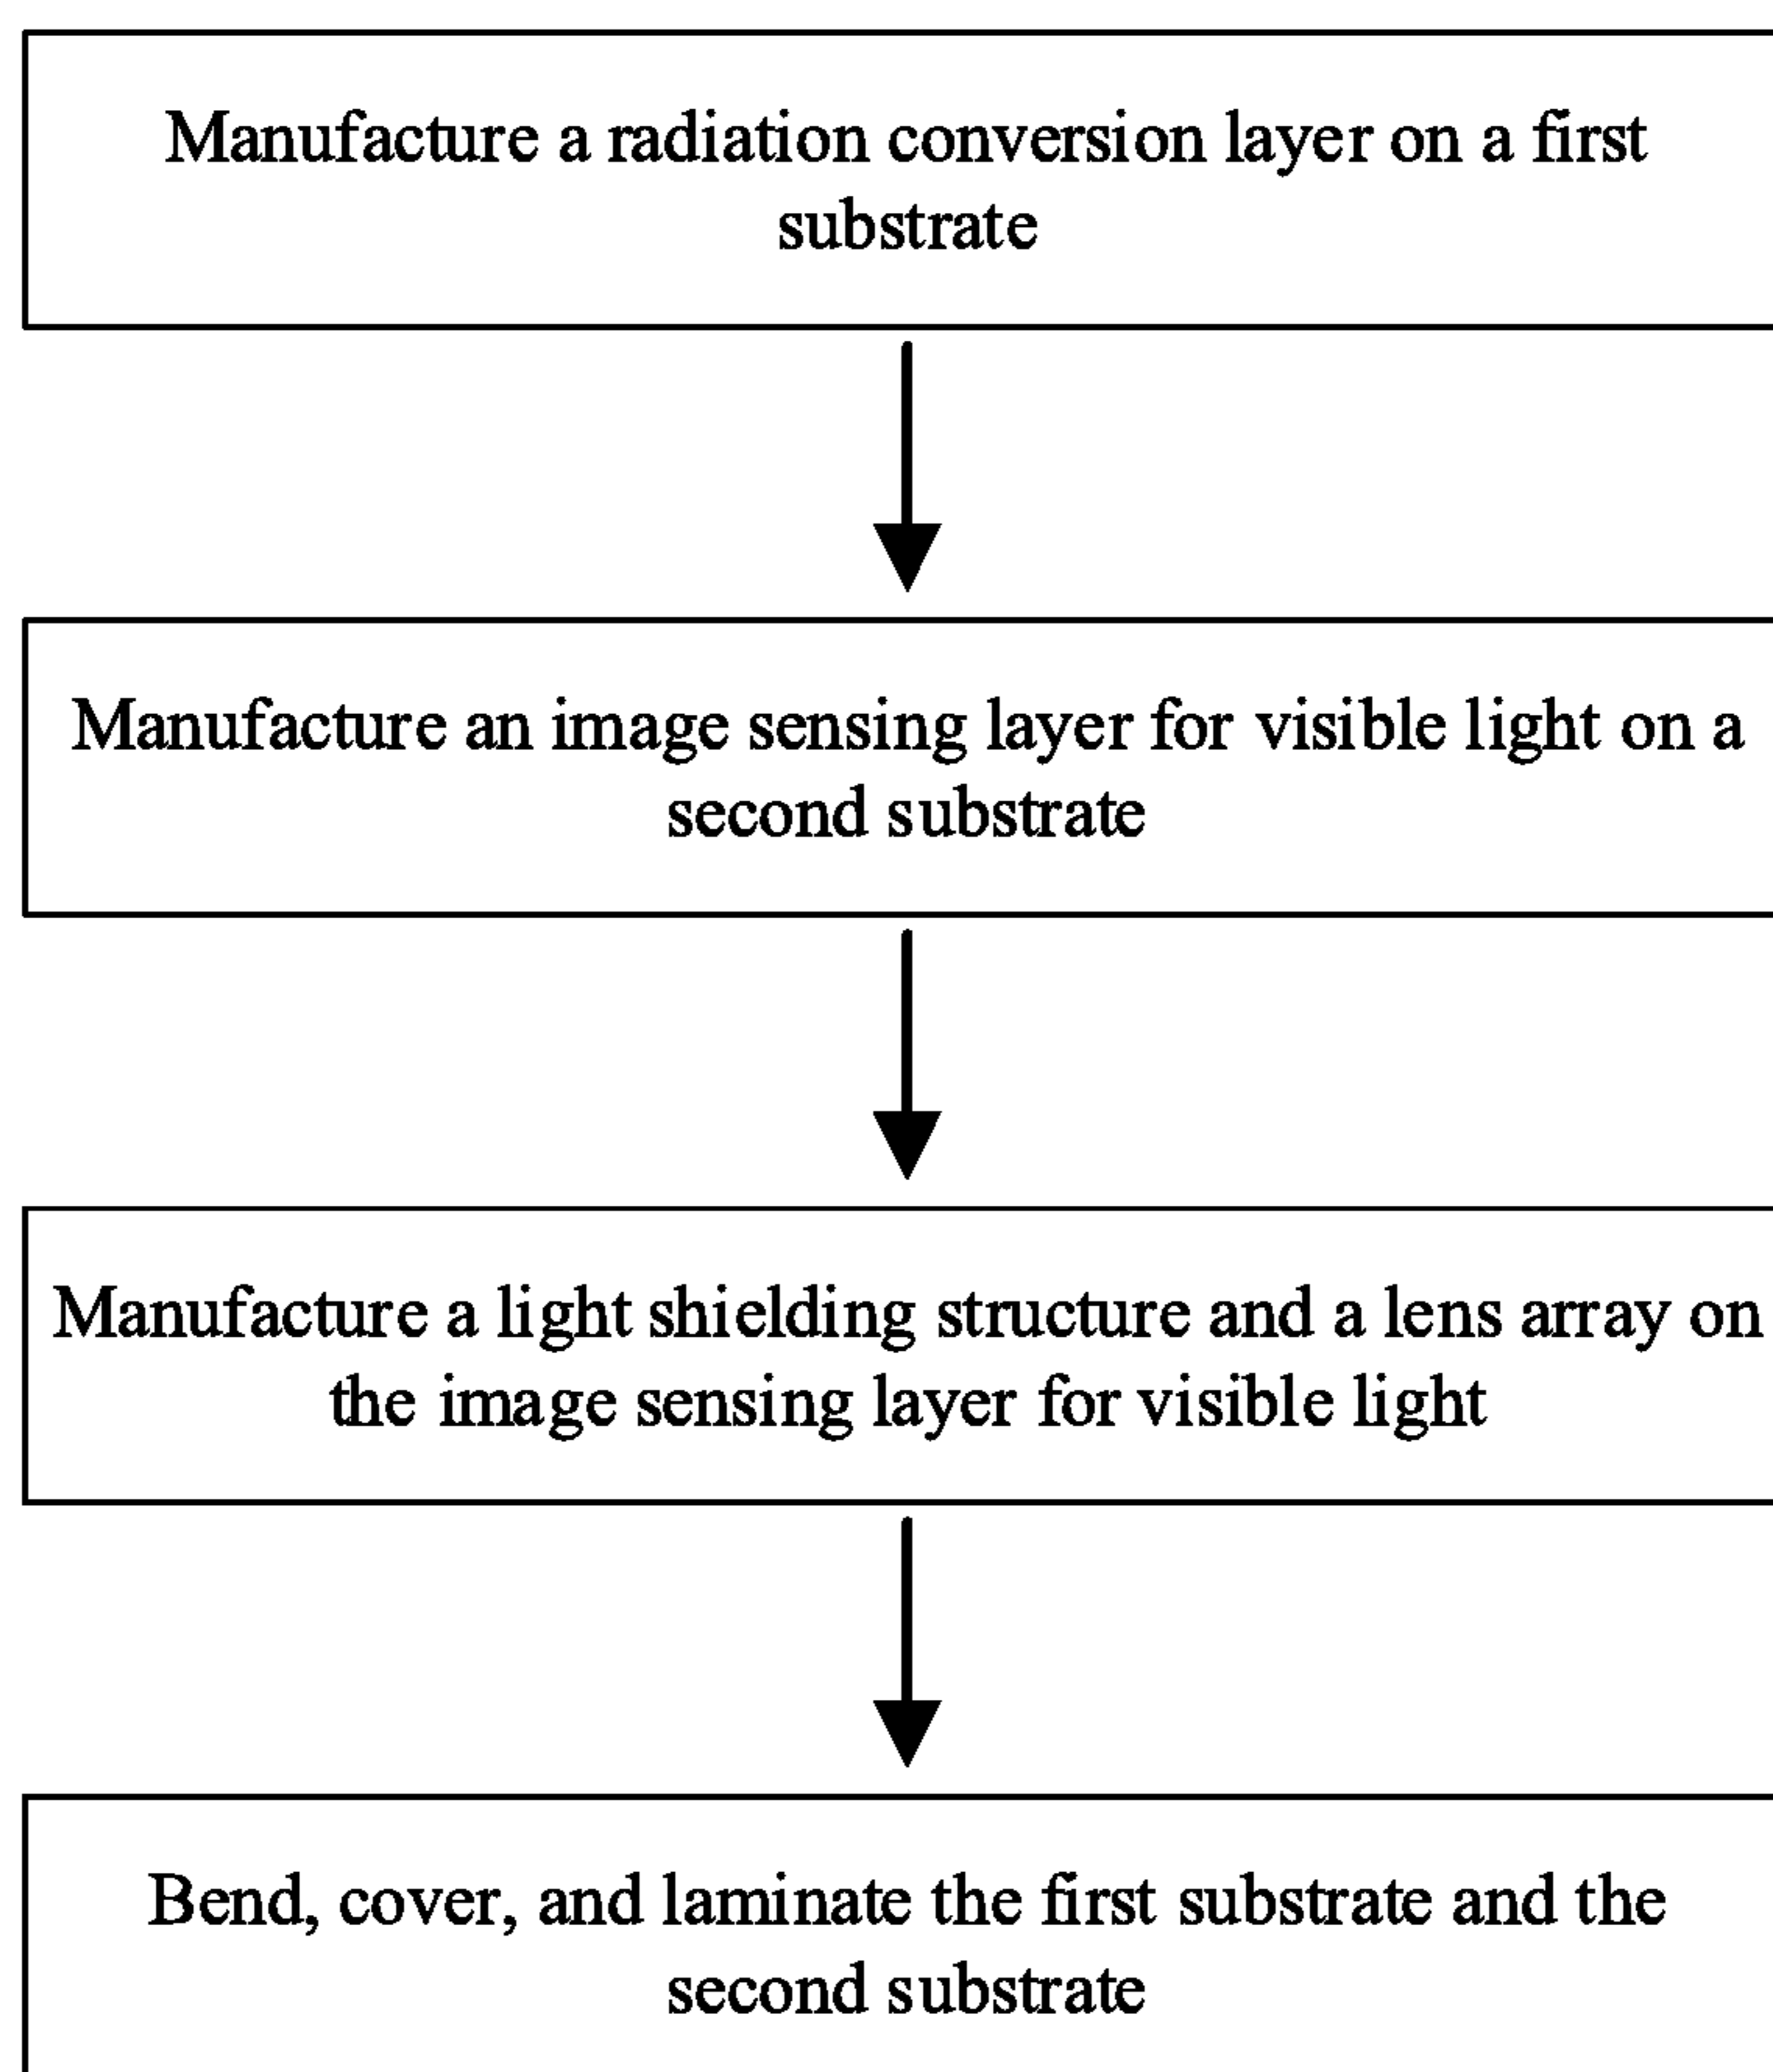 Manufacture a radiation conversion layer on a first
substrate
Manufacture an image sensing layer for visible light on a
second substrate
Manufacture a light shielding structure and a lens array on
the image sensing layer for visible light
Bend, cover, and laminate the first substrate and the
second substrate